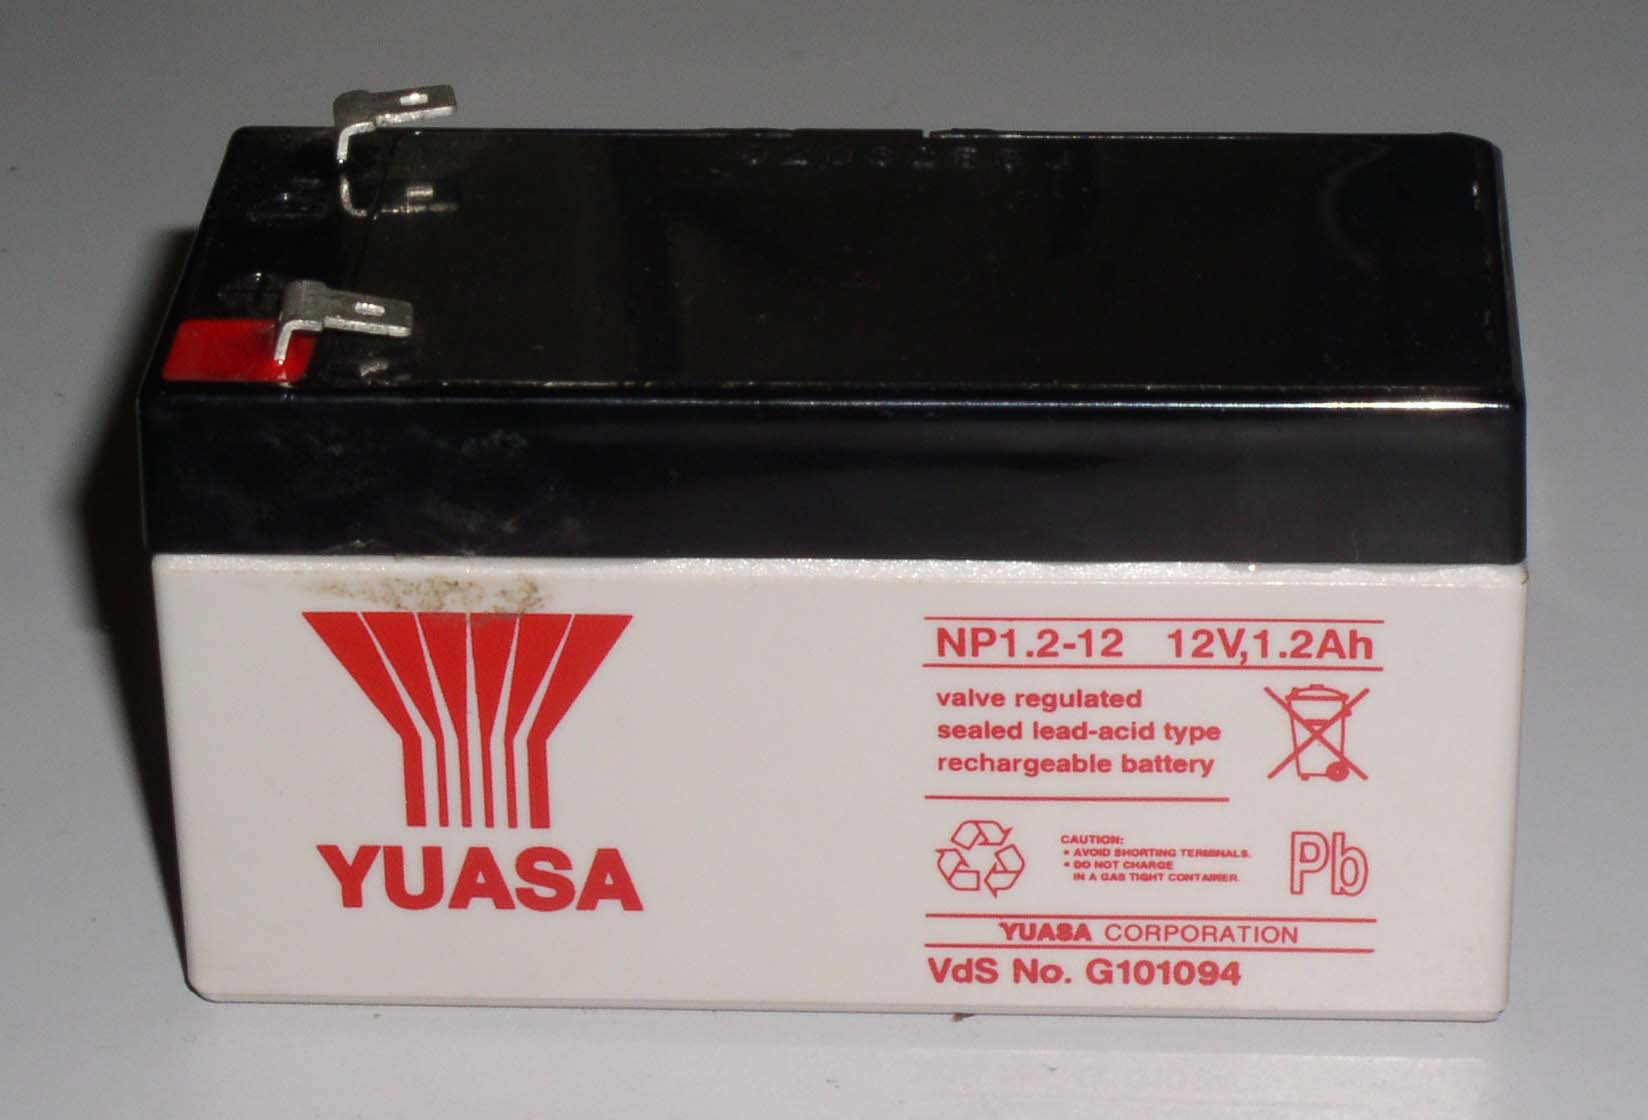 YUASA
NP1.2-12 12V,1.2Ah
valve regulated
sealed lead-acid type
rechargeable battery
CAUTION:
• AVOID SHORTING TERMINALS.
• DO NOT CHARGE
IN A GAS TIGHT CONTAINER.
Pb
YUASA CORPORATION
VdS No. G101094